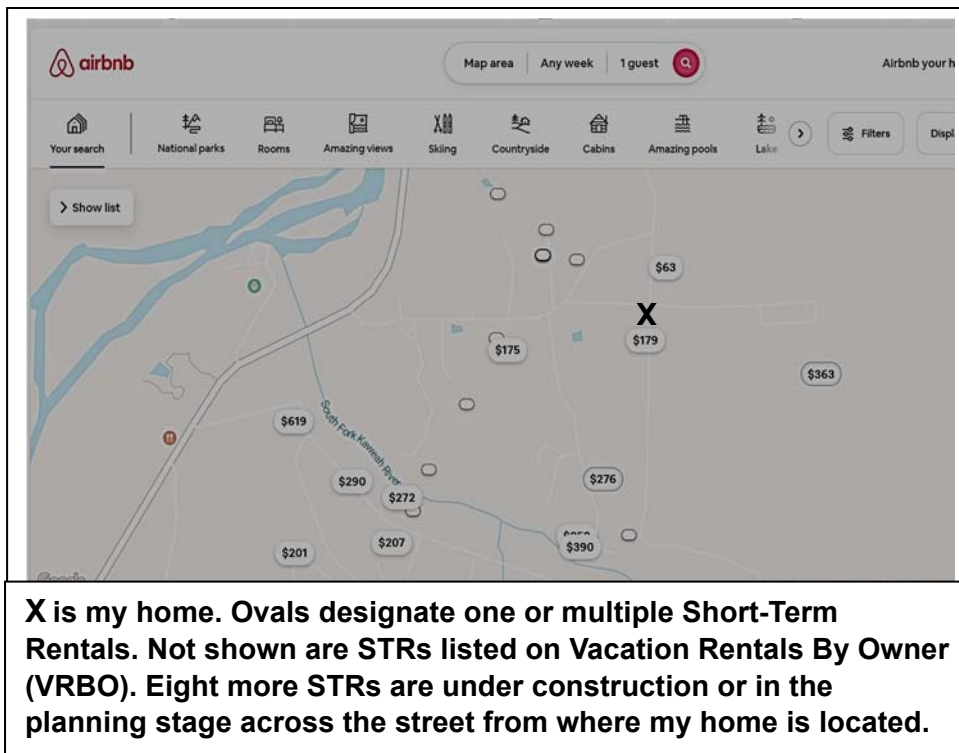 airbnb
Map area Any week 1 guest
Airbnb your h
Your search
National parks
Rooms
Amazing views
Skiing
Countryside
Cabins
Amazing pools
Lake
Filters
Displ
Show list
$63
X
$179
$175
$363
$619
South Fork Kaweah River
$290
$272
$276
$207
$390
$201
Google
X is my home. Ovals designate one or multiple Short-Term
Rentals. Not shown are STRs listed on Vacation Rentals By Owner
(VRBO). Eight more STRs are under construction or in the
planning stage across the street from where my home is located.